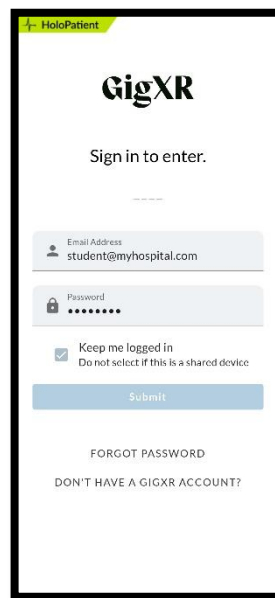 HoloPatient
GigXR
Sign in to enter.
----
Email Address
student@myhospital.com
Password
••••••••
Keep me logged in
Do not select if this is a shared device
Submit
FORGOT PASSWORD
DON'T HAVE A GIGXR ACCOUNT?